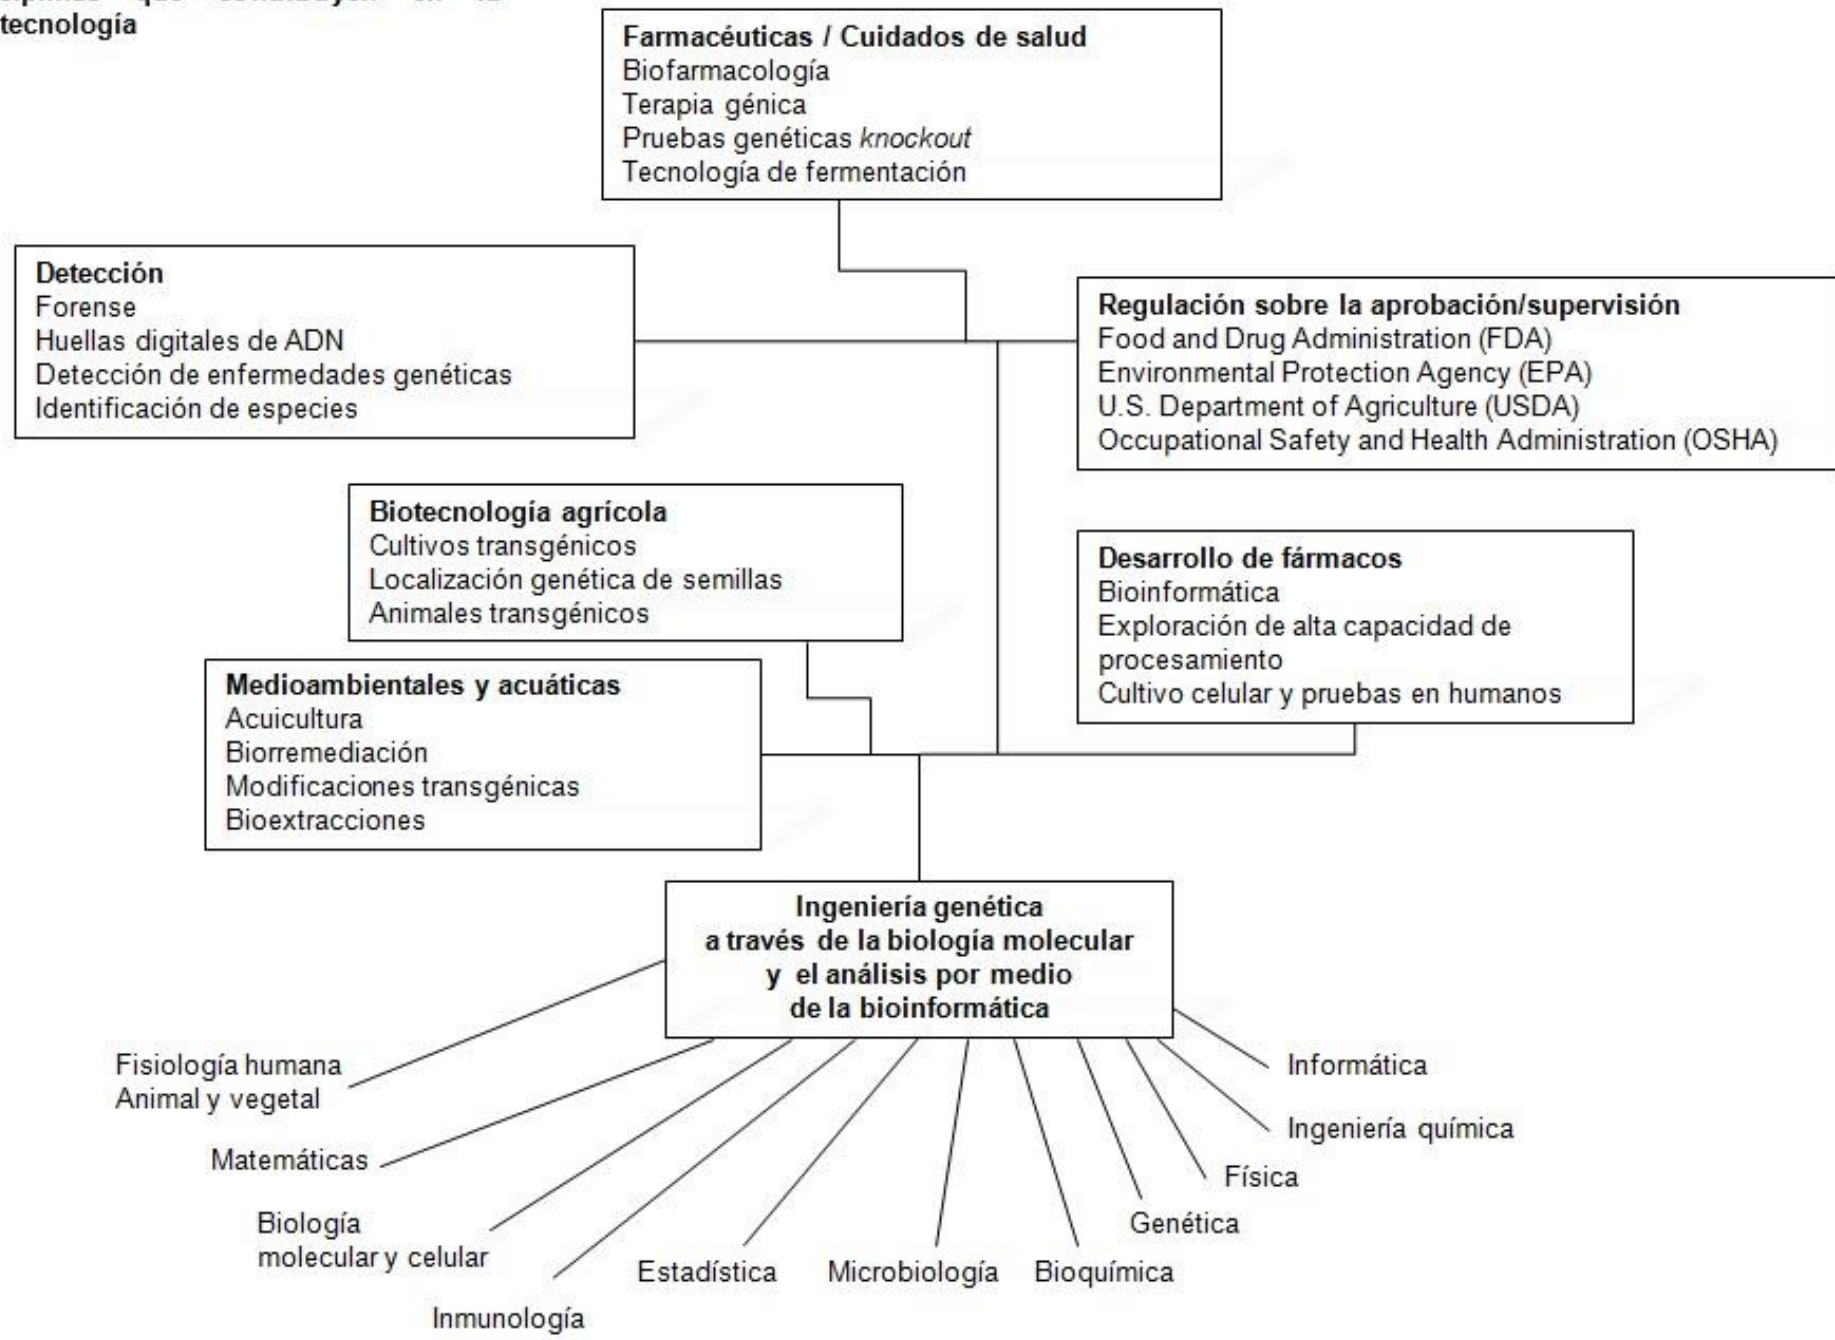 tecnología
Farmacéuticas / Cuidados de salud
Biofarmacología
Terapia génica
Pruebas genéticas knockout
Tecnología de fermentación
Detección
Forense
Huellas digitales de ADN
Detección de enfermedades genéticas
Identificación de especies
Regulación sobre la aprobación/supervisión
Food and Drug Administration (FDA)
Environmental Protection Agency (EPA)
U.S. Department of Agriculture (USDA)
Occupational Safety and Health Administration (OSHA)
Biotecnología agrícola
Cultivos transgénicos
Localización genética de semillas
Animales transgénicos
Desarrollo de fármacos
Bioinformática
Exploración de alta capacidad de
procesamiento
Cultivo celular y pruebas en humanos
Medioambientales y acuáticas
Acuicultura
Biorremediación
Modificaciones transgénicas
Bioextracciones
Ingeniería genética
a través de la biología molecular
y el análisis por medio
de la bioinformática
Fisiología humana
Animal y vegetal
Matemáticas
Biología
molecular y celular
Inmunología
Estadística
Microbiología
Bioquímica
Genética
Física
Ingeniería química
Informática